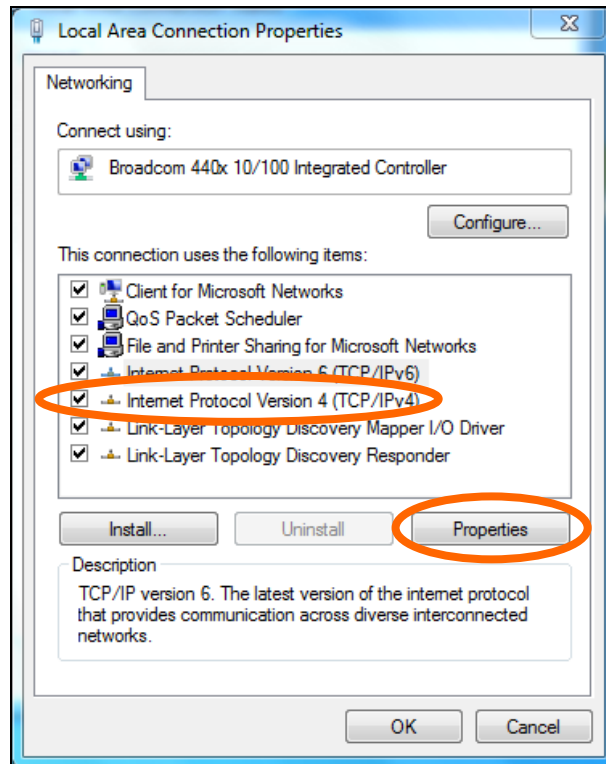 Local Area Connection Properties
Networking
Connect using:
Broadcom 440x 10/100 Integrated Controller
Configure...
This connection uses the following items:
Client for Microsoft Networks
QoS Packet Scheduler
File and Printer Sharing for Microsoft Networks
Internet Protocol Version 6 (TCP/IPv6)
Internet Protocol Version 4 (TCP/IPv4)
Link-Layer Topology Discovery Mapper I/O Driver
Link-Layer Topology Discovery Responder
Install...
Uninstall
Properties
Description
TCP/IP version 6. The latest version of the internet protocol
that provides communication across diverse interconnected
networks.
OK
Cancel